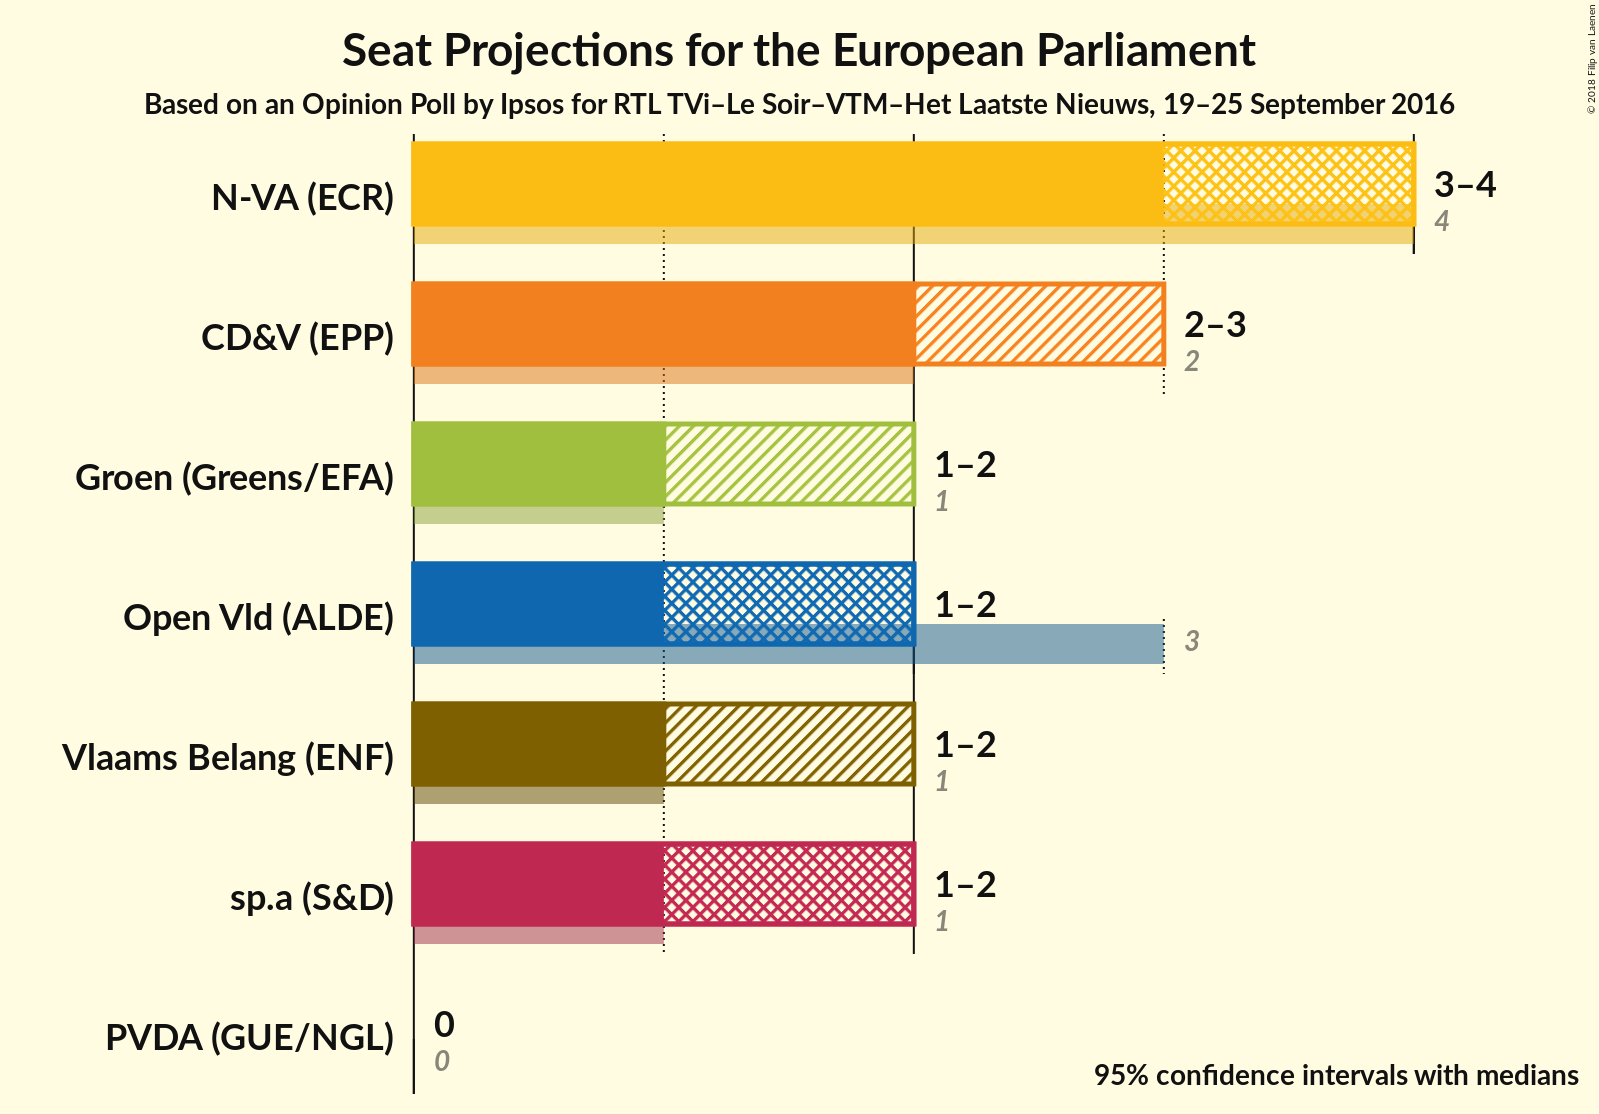 Seat Projections for the European Parliament
Based on an Opinion Poll by Ipsos for RTL TVi–Le Soir–VTM–Het Laatste Nieuws, 19–25 September 2016
© 2018 Filip van Laenen
N-VA (ECR)
3–4
4
CD&V (EPP)
2–3
2
Groen (Greens/EFA)
1–2
1
Open Vld (ALDE)
1–2
3
Vlaams Belang (ENF)
1–2
1
sp.a (S&D)
1–2
1
PVDA (GUE/NGL)
0
0
95% confidence intervals with medians